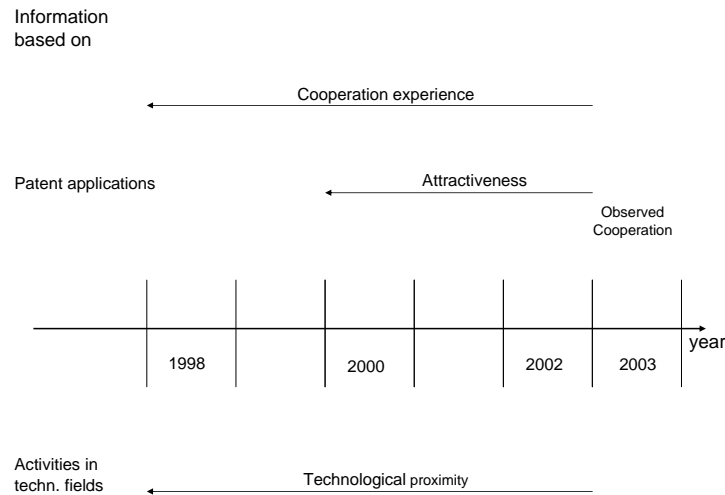 Information
based on
Cooperation experience
Patent applications
Attractiveness
Observed
Cooperation
year
1998
2000
2002
2003
Activities in
techn. fields
Technological proximity